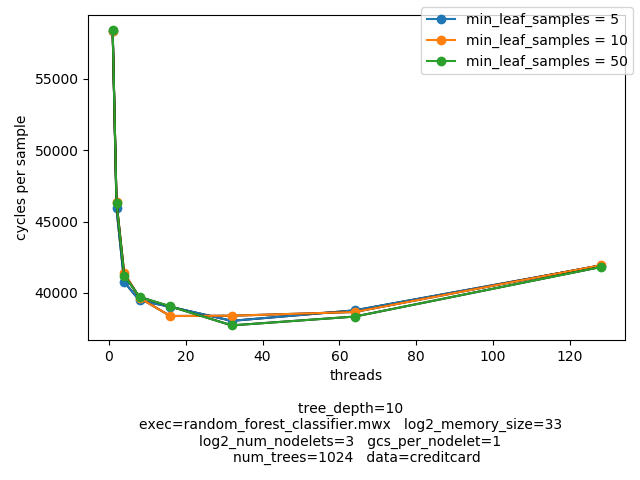 min_leaf_samples = 5
min_leaf_samples = 10
min_leaf_samples = 50
55000
50000
45000
40000
cycles per sample
0 20 40 60 80 100 120
threads
tree_depth=10
exec=random_forest_classifier.mwx log2_memory_size=33
log2_num_nodelets=3 gcs_per_nodelet=1
num_trees=1024 data=creditcard